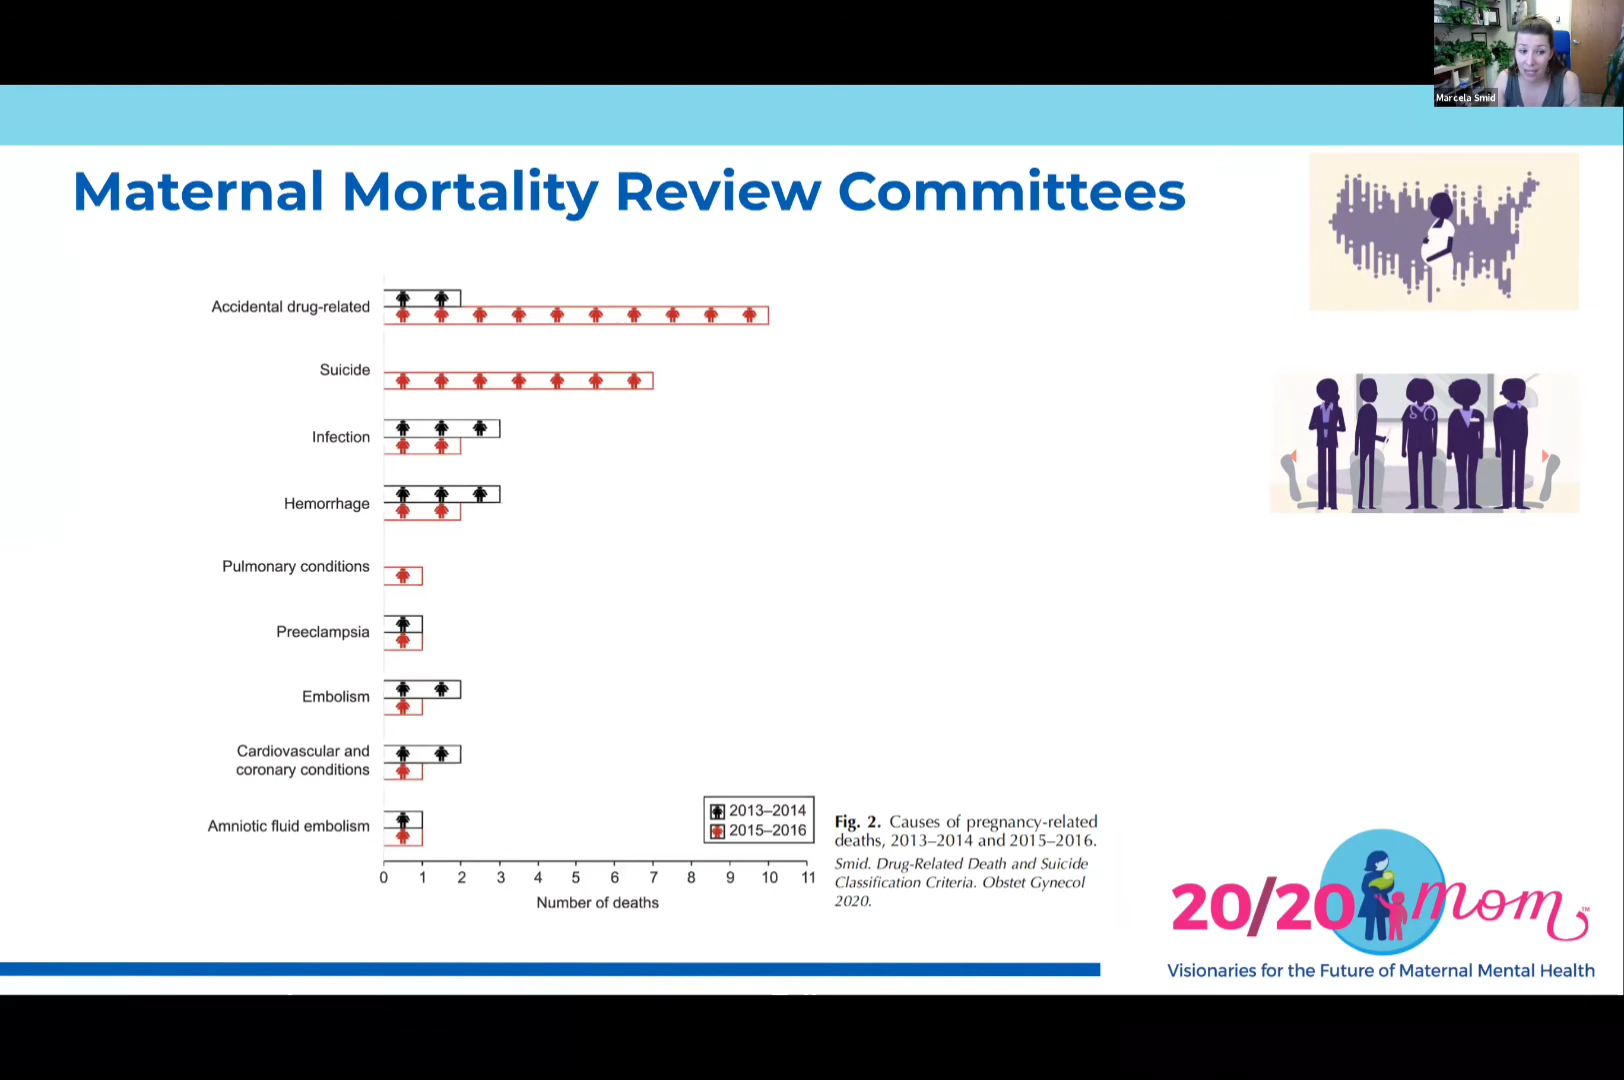 Marcela Smid
Maternal Mortality Review Committees
Accidental drug-related
Suicide
Infection
Hemorrhage
Pulmonary conditions
Preeclampsia
Embolism
Cardiovascular and
coronary conditions
Amniotic fluid embolism
0 1 2 3 4 5 6 7 8 9 10 11
Number of deaths
2013–2014
2015–2016
Fig. 2. Causes of pregnancy-related
deaths, 2013–2014 and 2015–2016.
Smid. Drug-Related Death and Suicide
Classification Criteria. Obstet Gynecol
2020.
20/20 mom™
Visionaries for the Future of Maternal Mental Health